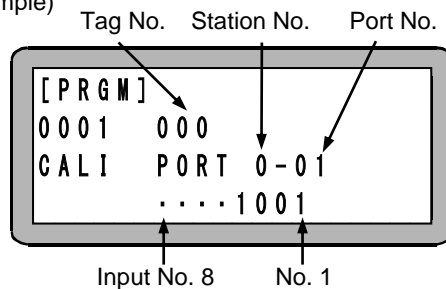 mple)
Tag No. Station No. Port No.
[PRGM]
0001 000
CALI PORT 0-01
····1001
Input No. 8 No. 1